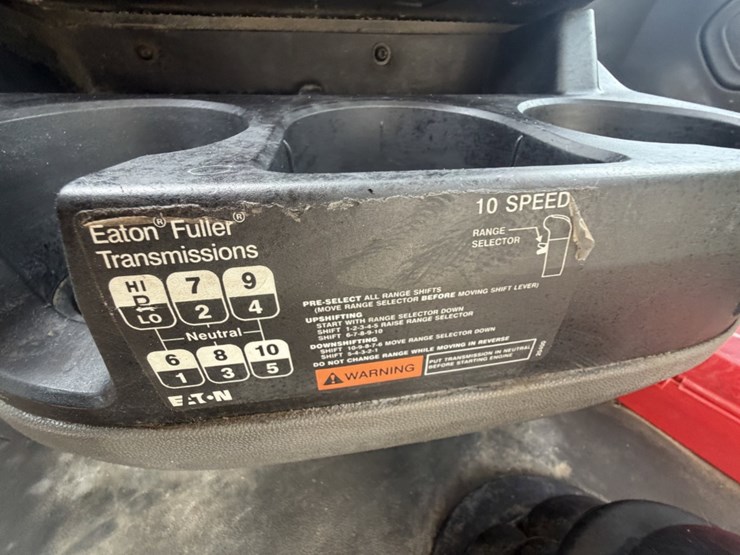 10 SPEED
RANGE
SELECTOR
Eaton® Fuller®
Transmissions
HI R LO
7 2
9 4
Neutral
6 1
8 3
10 5
EATON
PRE-SELECT ALL RANGE SHIFTS
(MOVE RANGE SELECTOR BEFORE MOVING SHIFT LEVER)
UPSHIFTING
START WITH RANGE SELECTOR DOWN
SHIFT 1-2-3-4-5 RAISE RANGE SELECTOR
SHIFT 6-7-8-9-10
DOWNSHIFTING
SHIFT 10-9-8-7-6 MOVE RANGE SELECTOR DOWN
SHIFT 5-4-3-2-1
DO NOT CHANGE RANGE WHILE MOVING IN REVERSE
WARNING
PUT TRANSMISSION IN NEUTRAL
BEFORE STARTING ENGINE